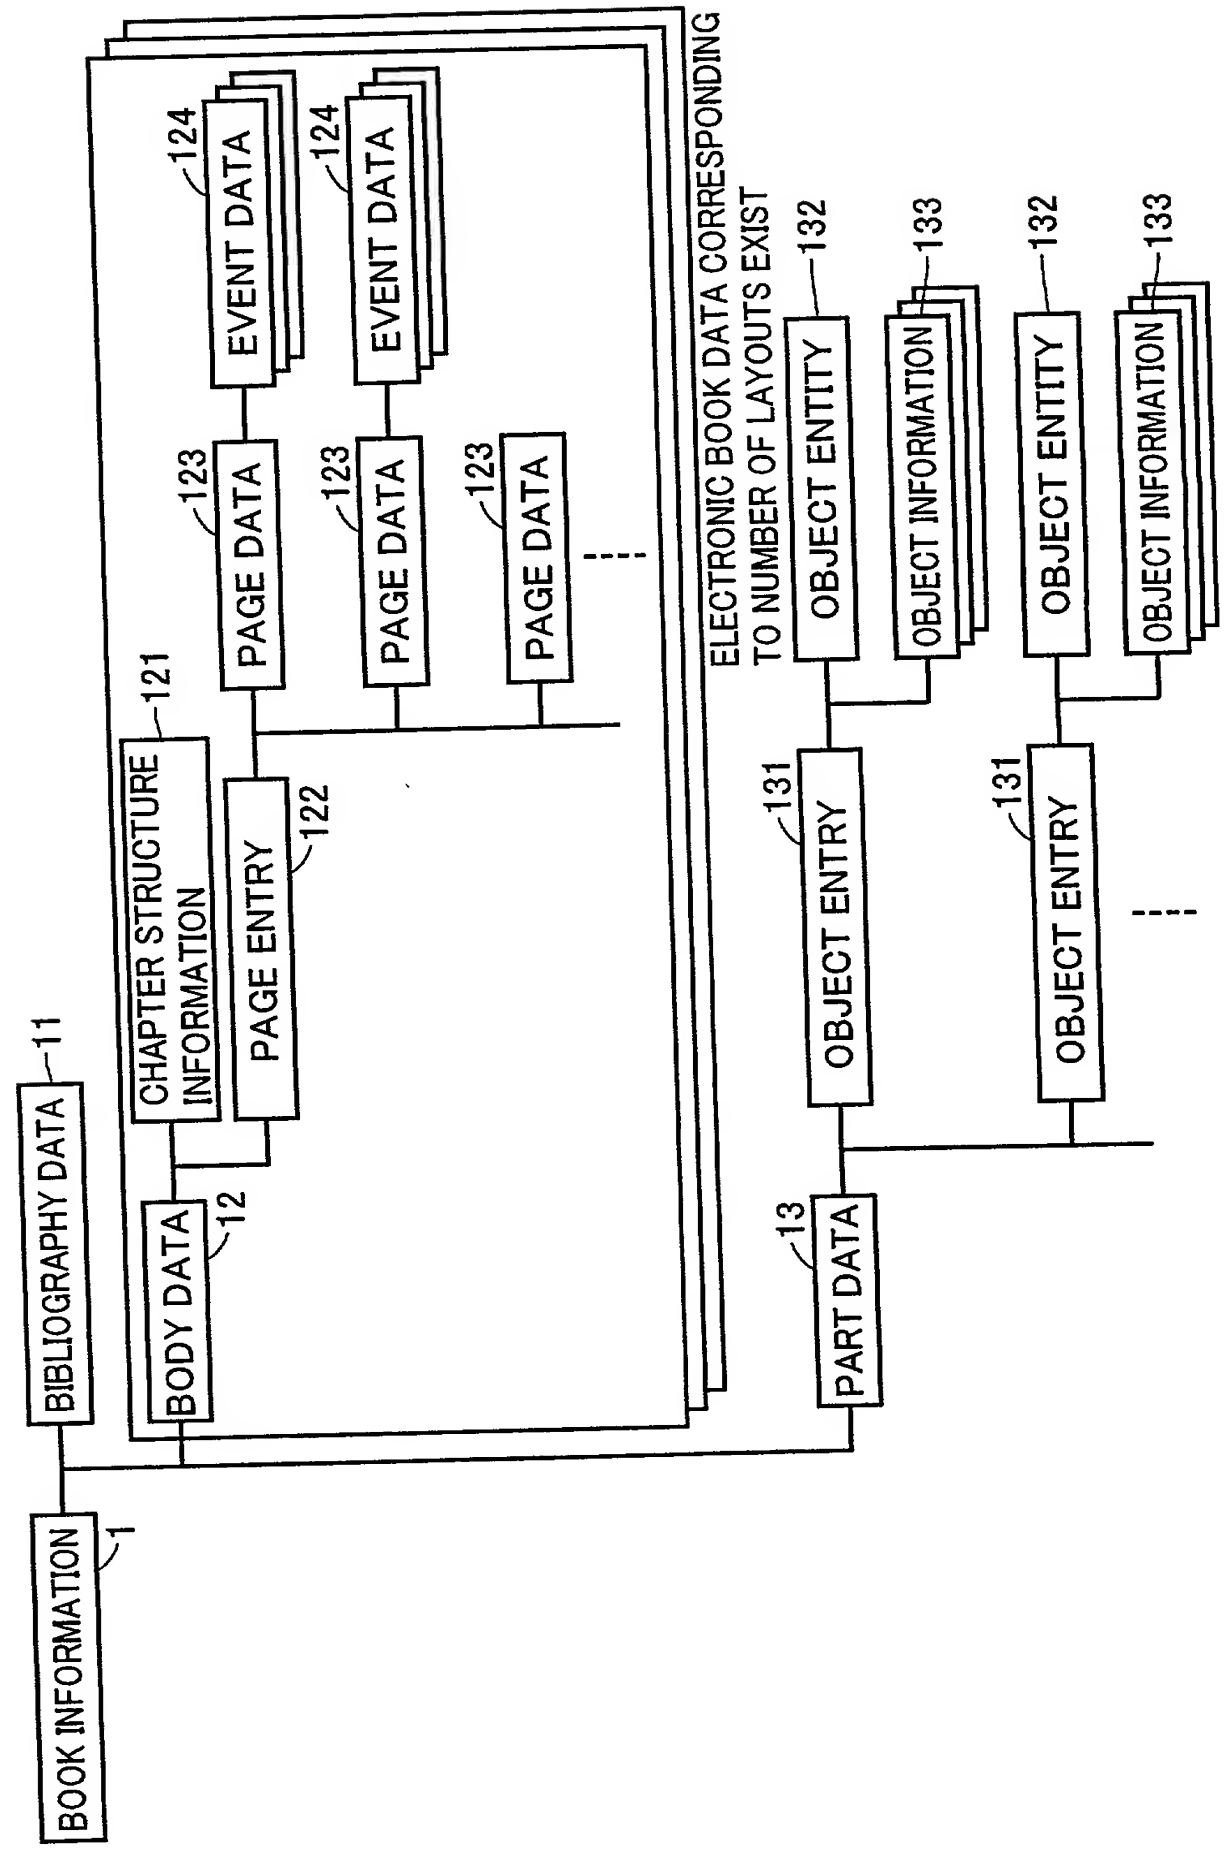 BOOK INFORMATION
1
BIBLIOGRAPHY DATA
11
BODY DATA
12
CHAPTER STRUCTURE
INFORMATION
121
PAGE ENTRY
122
PAGE DATA
123
EVENT DATA
124
PAGE DATA
123
EVENT DATA
124
PAGE DATA
123
ELECTRONIC BOOK DATA CORRESPONDING
TO NUMBER OF LAYOUTS EXIST
PART DATA
13
OBJECT ENTRY
131
OBJECT ENTITY
132
OBJECT INFORMATION
133
OBJECT ENTRY
131
OBJECT ENTITY
132
OBJECT INFORMATION
133